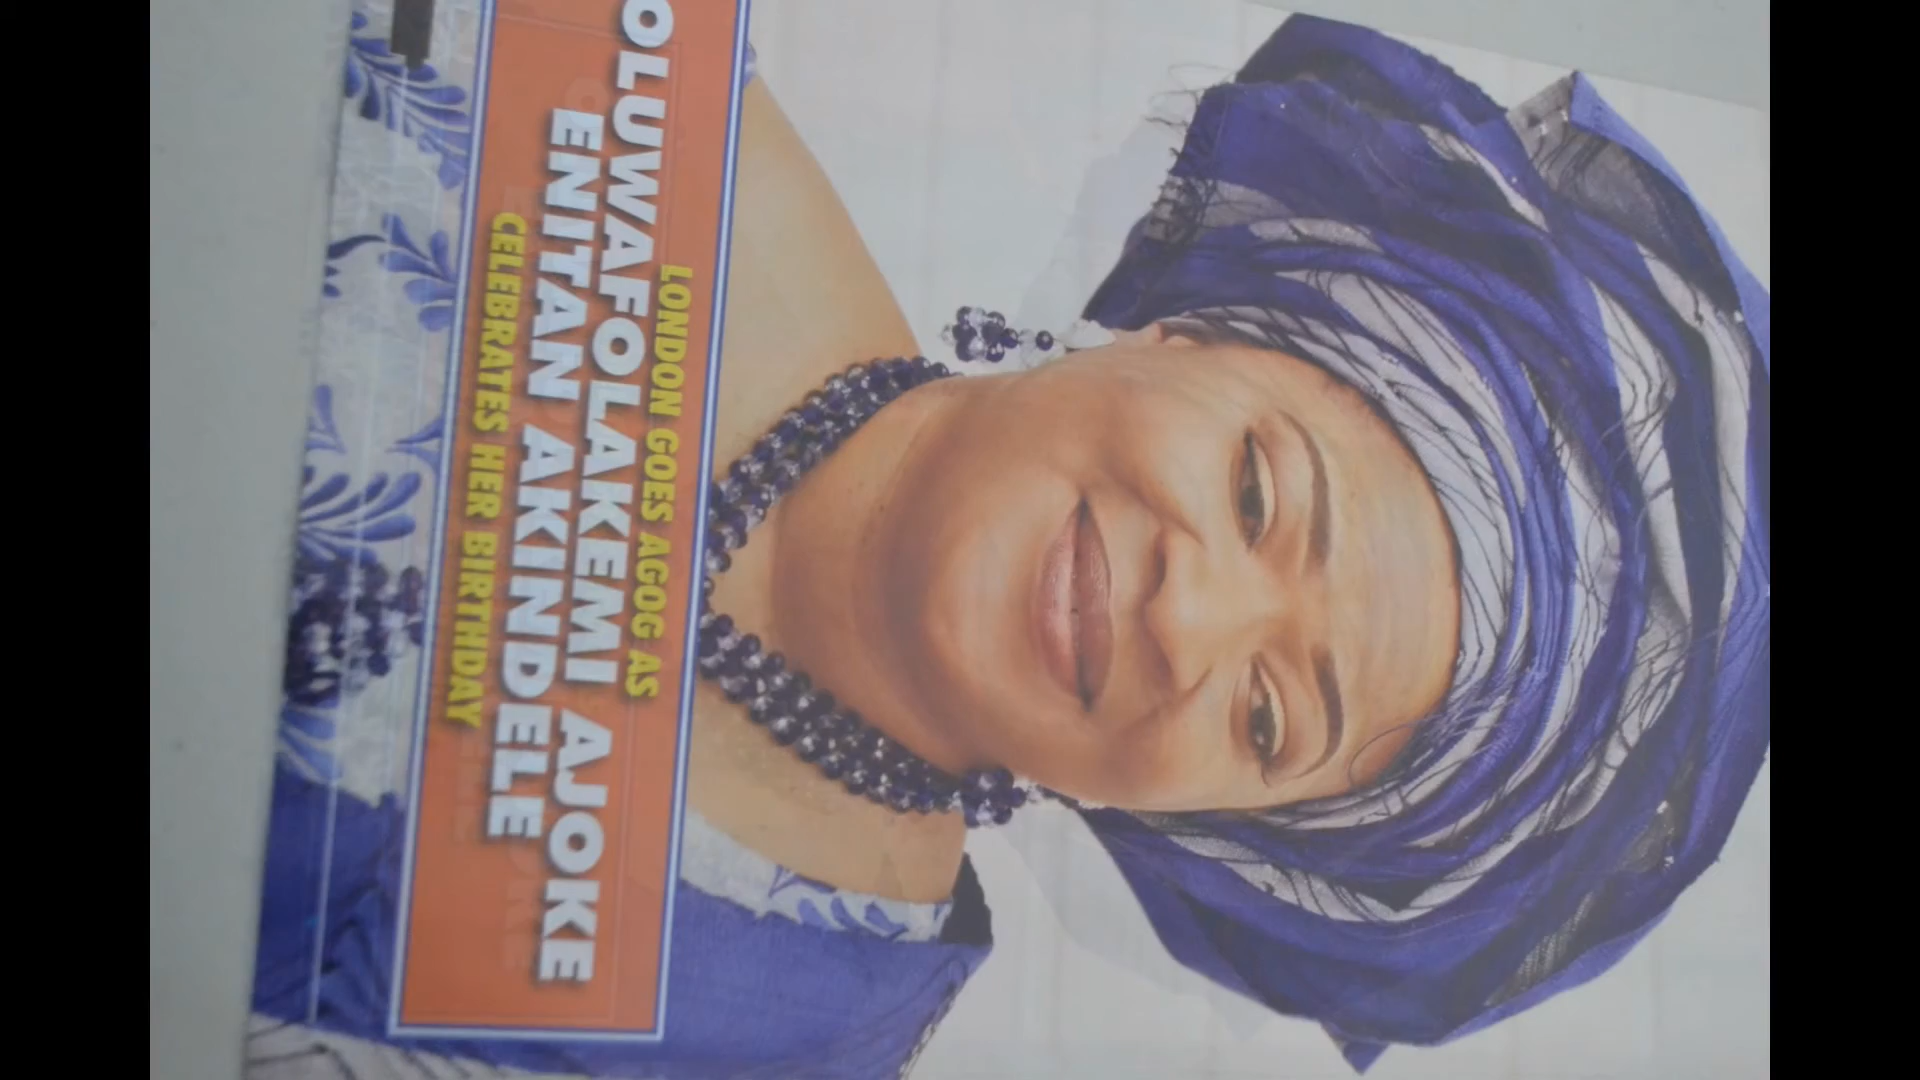 LONDON GOES AGOG AS
OLUWAFOLAKEMI AJOKE
ENITAN AKINDELE
CELEBRATES HER BIRTHDAY